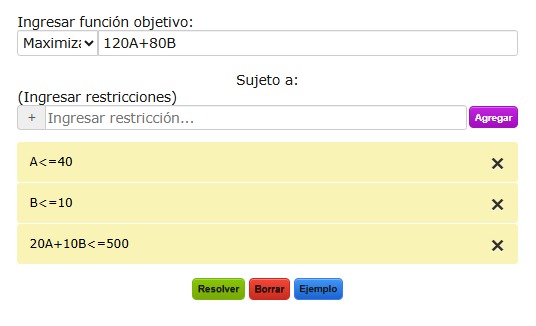 Ingresar función objetivo:
Maximiza 120A+80B
Sujeto a:
(Ingresar restricciones)
+ Ingresar restricción... Agregar
A<=40 ×
B<=10 ×
20A+10B<=500 ×
Resolver Borrar Ejemplo